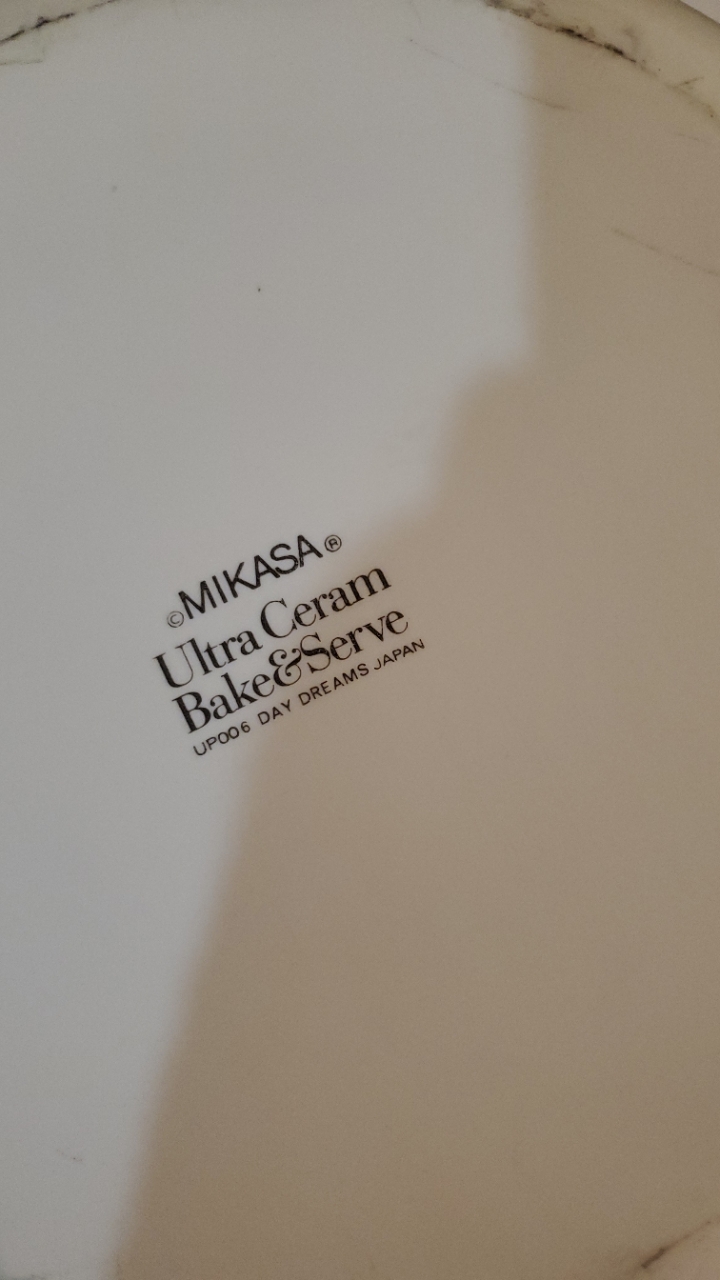 ©MIKASA®
Ultra Ceram
Bake&Serve
UP006 DAY DREAMS JAPAN